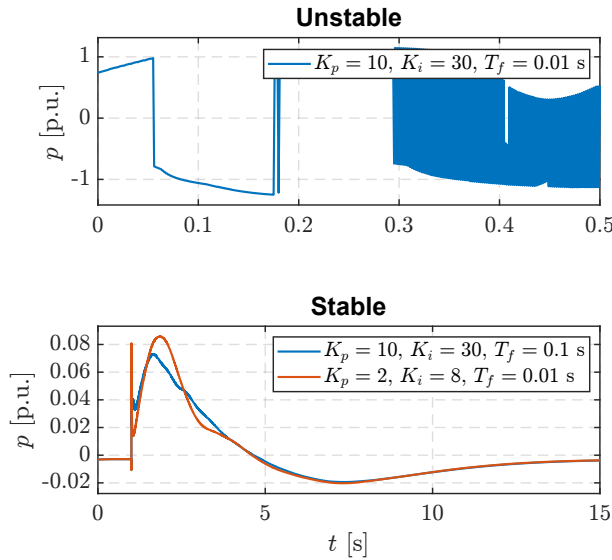 Unstable
p [p.u.]
1
0
-1
K_p = 10, K_i = 30, T_f = 0.01 s
0 0.1 0.2 0.3 0.4 0.5
Stable
p [p.u.]
0.08
0.06
0.04
0.02
0
-0.02
K_p = 10, K_i = 30, T_f = 0.1 s
K_p = 2, K_i = 8, T_f = 0.01 s
0 5 10 15
t [s]